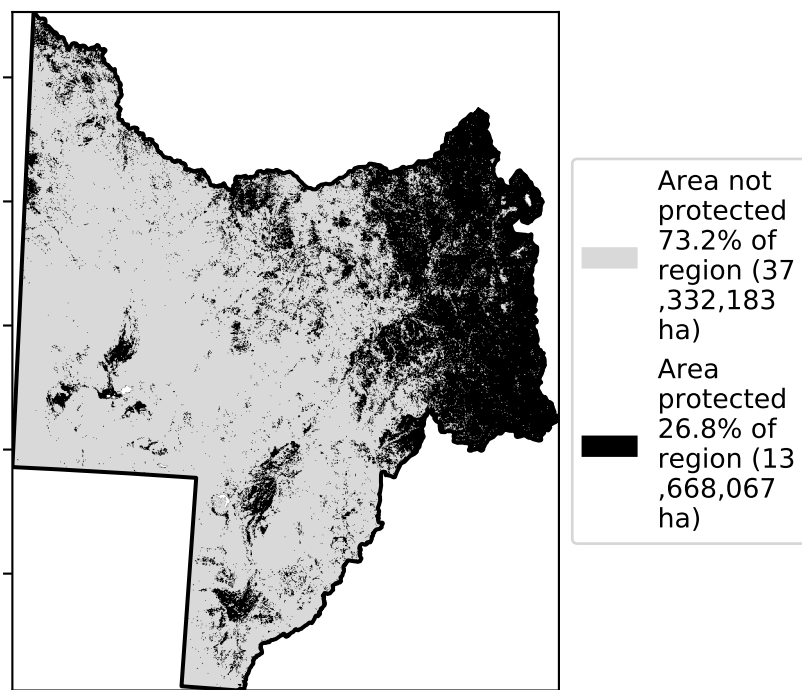 Area not
protected
73.2% of
region (37
,332,183
ha)
Area
protected
26.8% of
region (13
,668,067
ha)